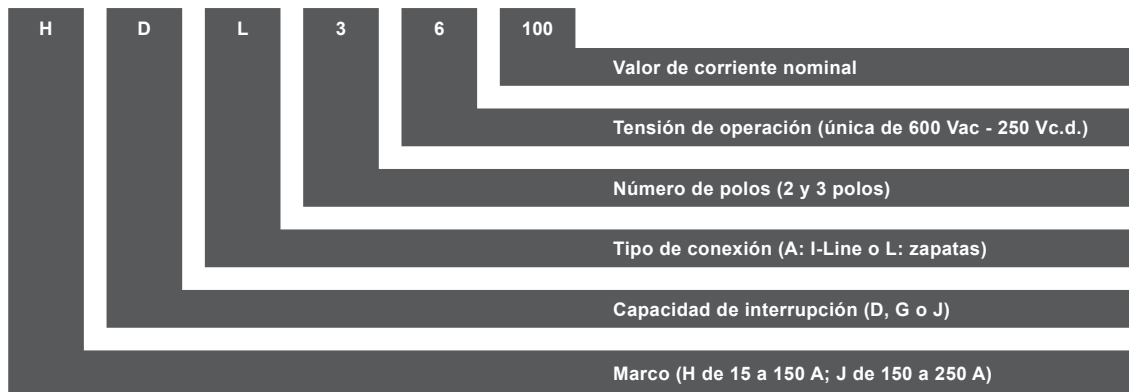 H D L 3 6 100
Valor de corriente nominal
Tensión de operación (única de 600 Vac - 250 Vc.d.)
Número de polos (2 y 3 polos)
Tipo de conexión (A: I-Line o L: zapatas)
Capacidad de interrupción (D, G o J)
Marco (H de 15 a 150 A; J de 150 a 250 A)